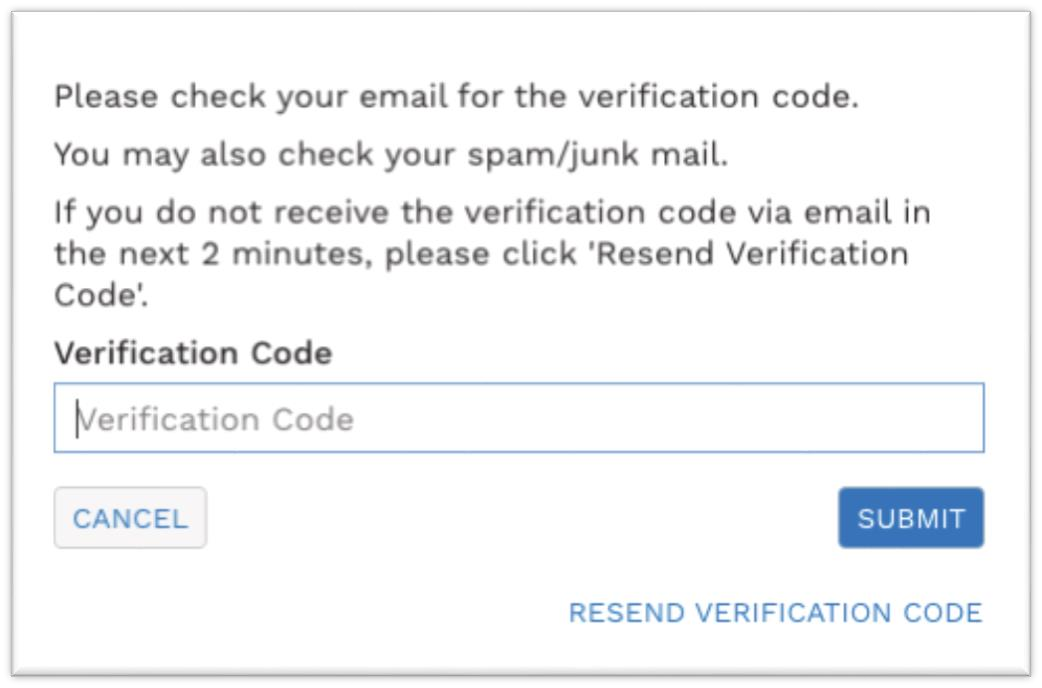 Please check your email for the verification code.
You may also check your spam/junk mail.
If you do not receive the verification code via email in
the next 2 minutes, please click 'Resend Verification
Code'.
Verification Code
Verification Code
CANCEL
SUBMIT
RESEND VERIFICATION CODE